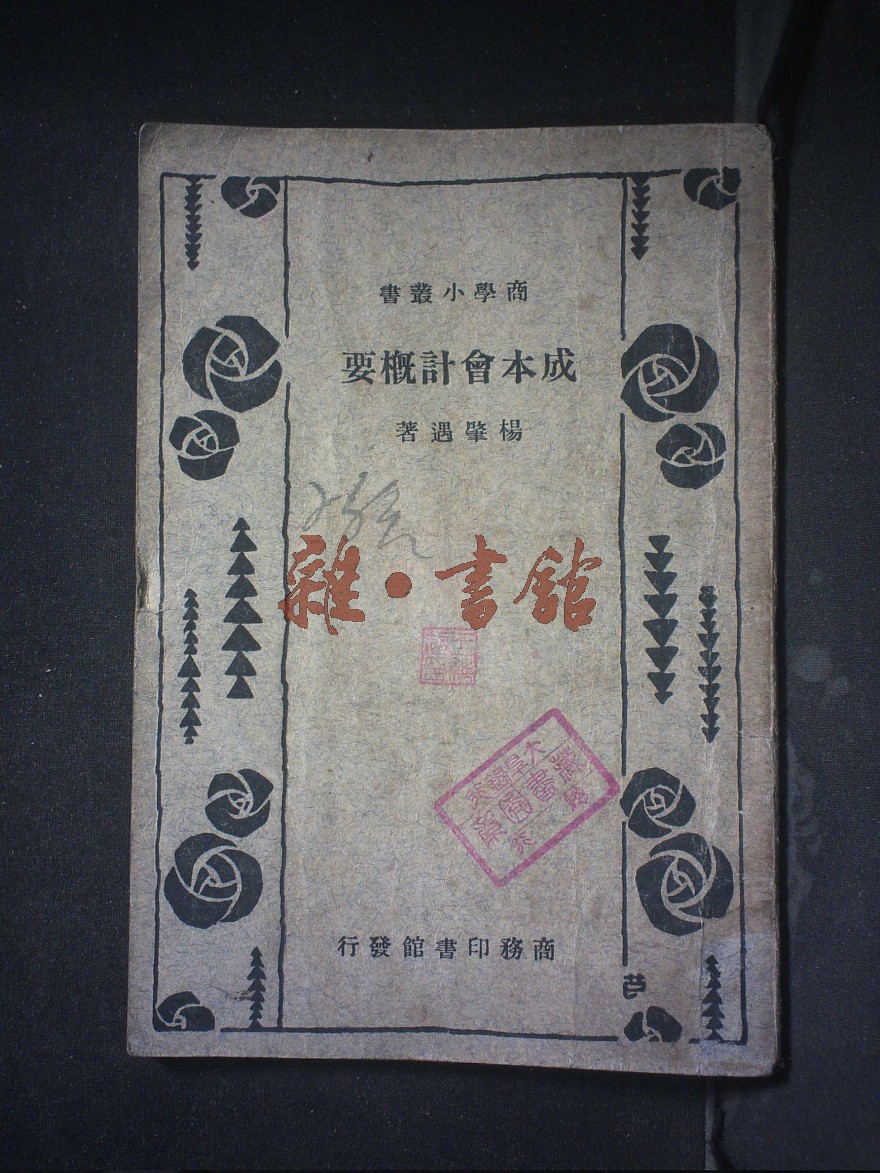 商學小叢書
成本會計概要
楊肇遇著
雜·書館
商務印書館發行